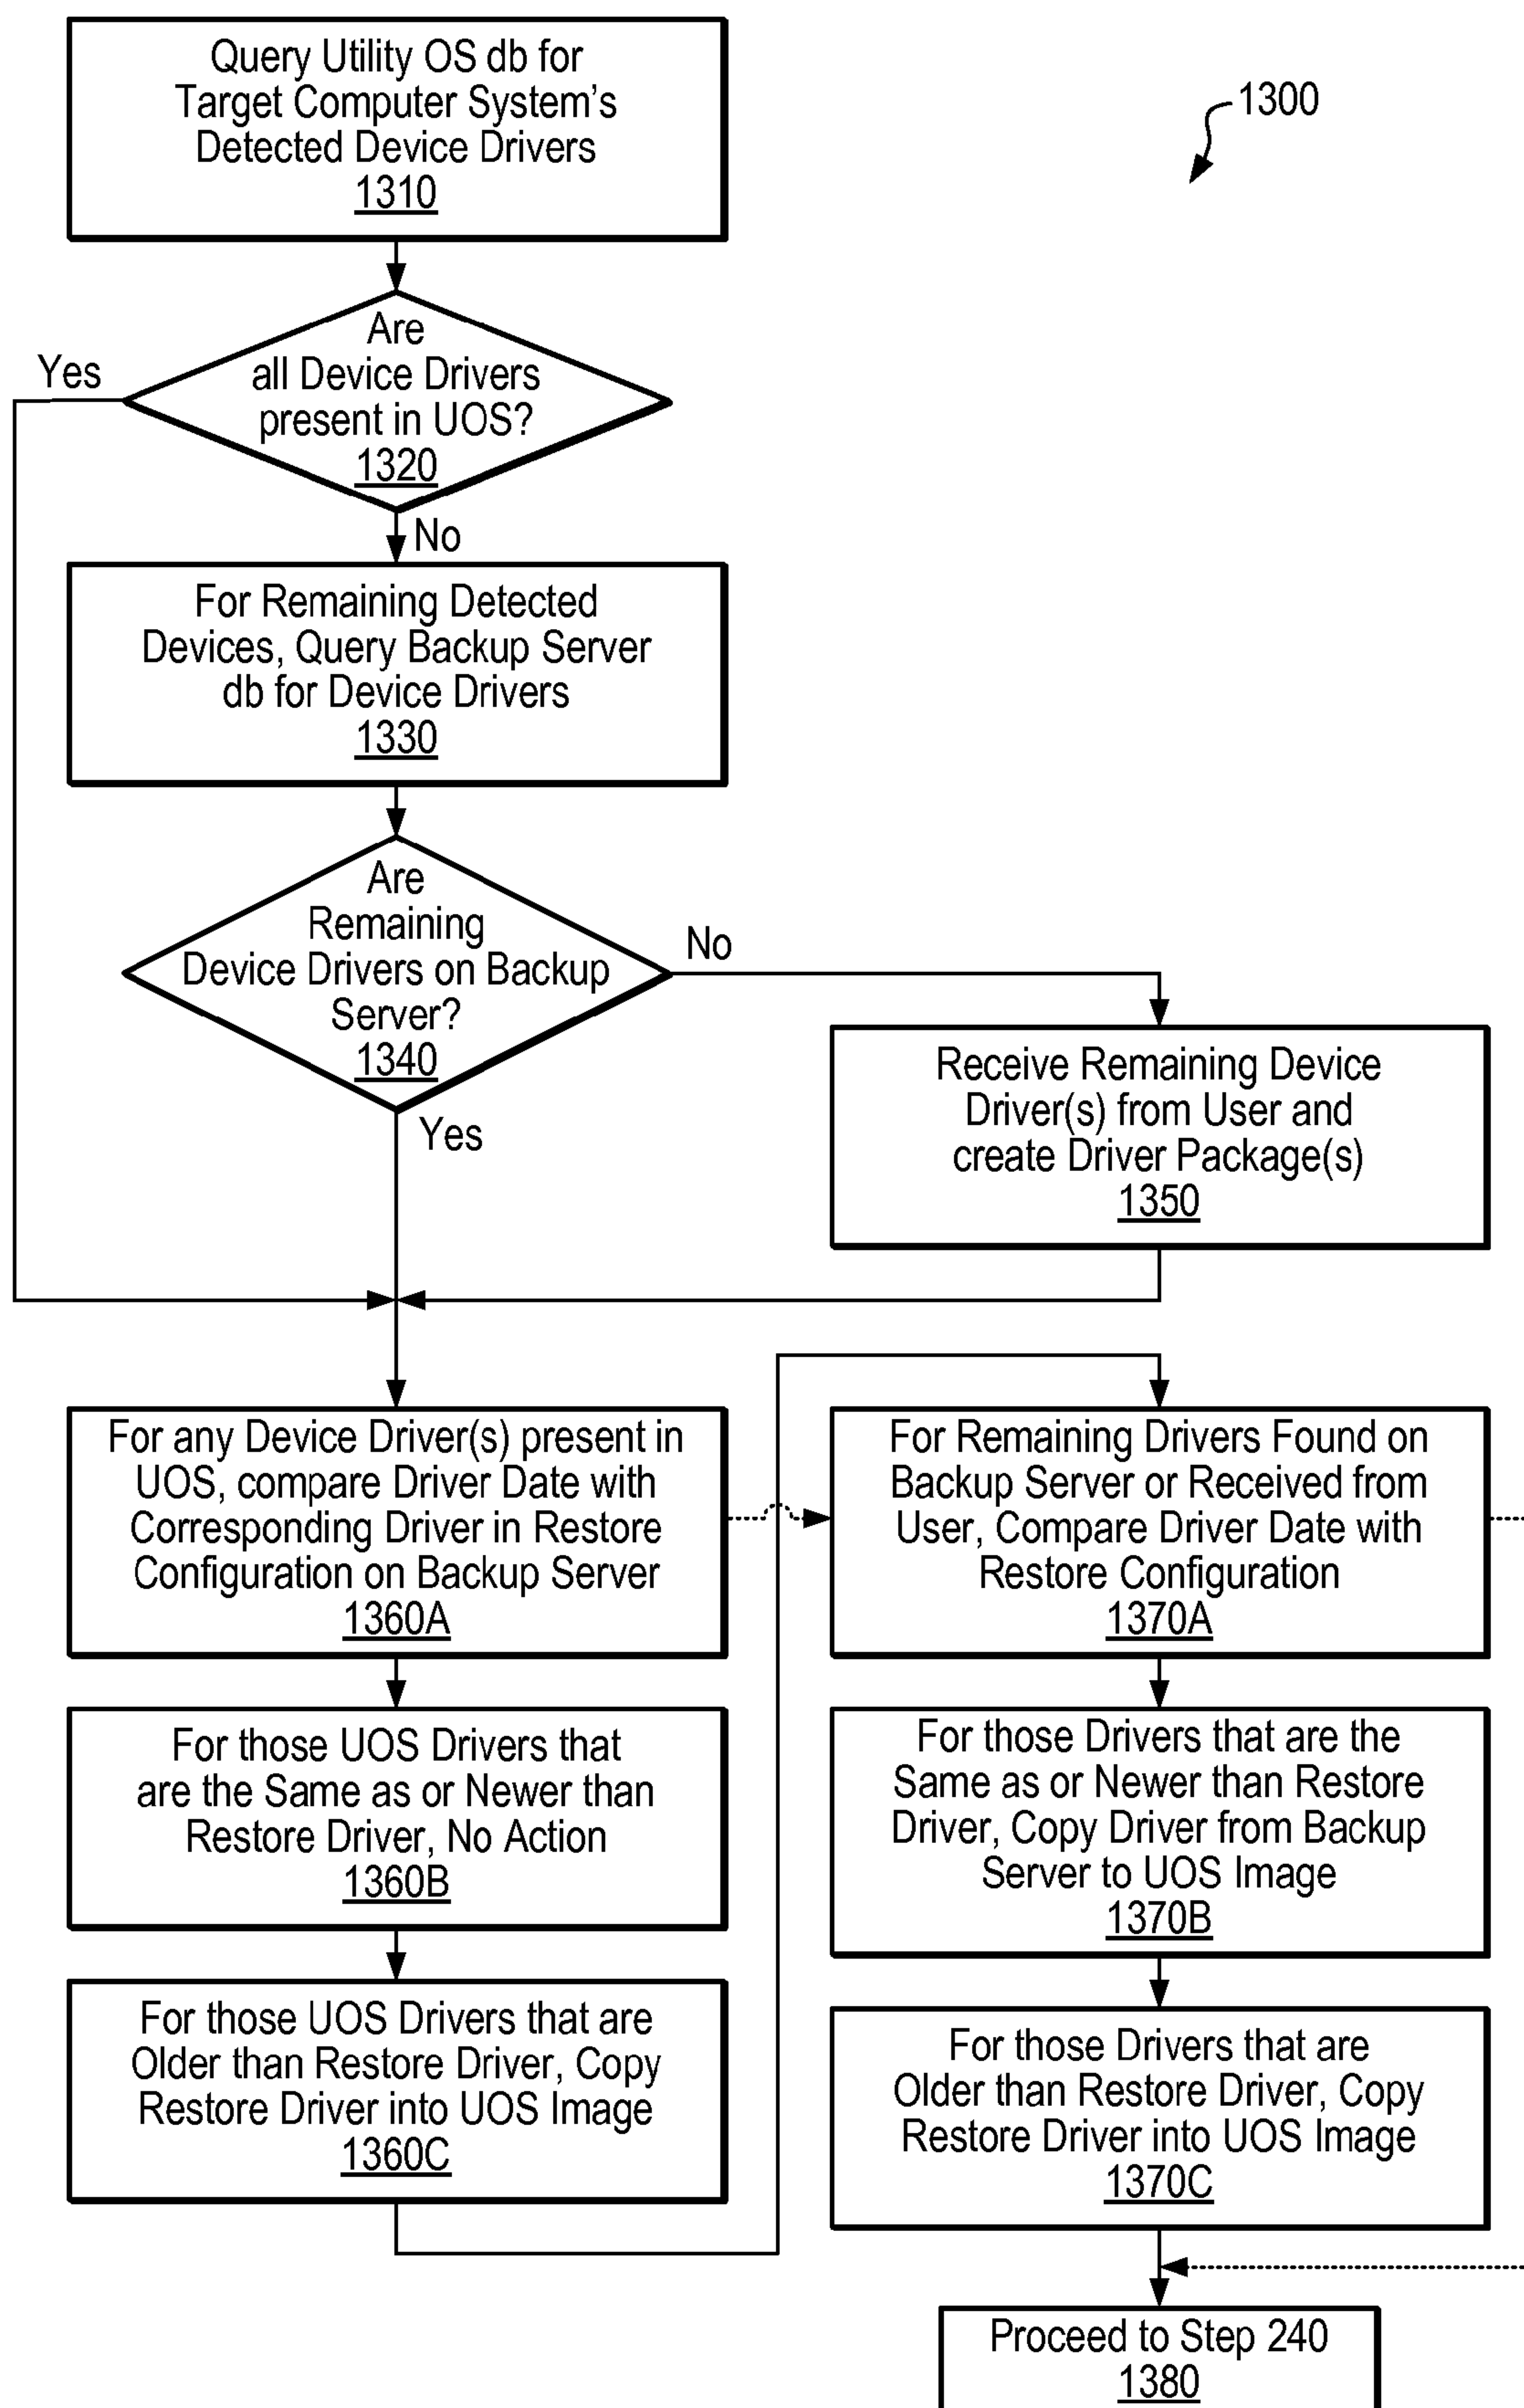 Query Utility OS db for
Target Computer System's
Detected Device Drivers
1310
1300
Are
all Device Drivers
present in UOS?
1320
Yes
No
For Remaining Detected
Devices, Query Backup Server
db for Device Drivers
1330
Are
Remaining
Device Drivers on Backup
Server?
1340
No
Yes
Receive Remaining Device
Driver(s) from User and
create Driver Package(s)
1350
For any Device Driver(s) present in
UOS, compare Driver Date with
Corresponding Driver in Restore
Configuration on Backup Server
1360A
For those UOS Drivers that
are the Same as or Newer than
Restore Driver, No Action
1360B
For those UOS Drivers that are
Older than Restore Driver, Copy
Restore Driver into UOS Image
1360C
For Remaining Drivers Found on
Backup Server or Received from
User, Compare Driver Date with
Restore Configuration
1370A
For those Drivers that are the
Same as or Newer than Restore
Driver, Copy Driver from Backup
Server to UOS Image
1370B
For those Drivers that are
Older than Restore Driver, Copy
Restore Driver into UOS Image
1370C
Proceed to Step 240
1380